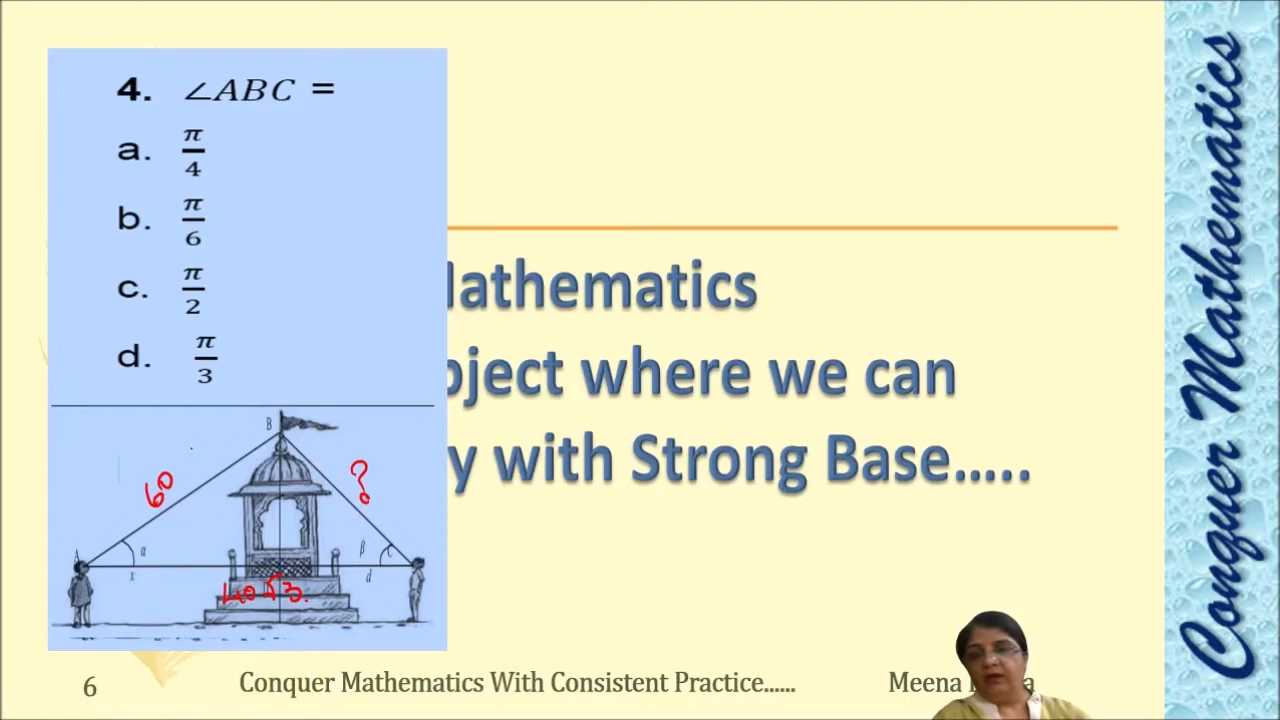 4. ∠ABC =
a. π/4
b. π/6
c. π/2
d. π/3
B
60
?
A
α
β
C
x
d
40√3.
Mathematics
where we can
with Strong Base.....
6
Conquer Mathematics With Consistent Practice......
Meena
Conquer Mathematics